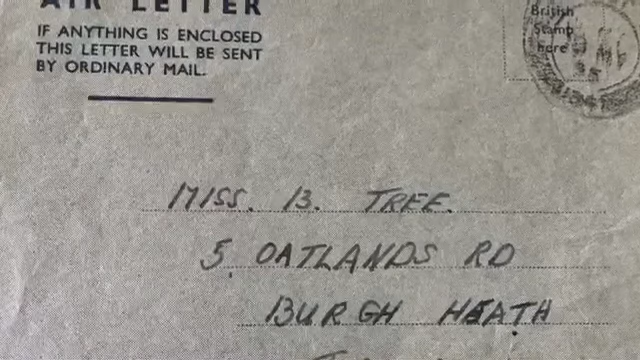 AIR LETTER
IF ANYTHING IS ENCLOSED
THIS LETTER WILL BE SENT
BY ORDINARY MAIL.
British
Stamp
here
MISS. B. TREE.
5, OATLANDS RD
BURGH HEATH